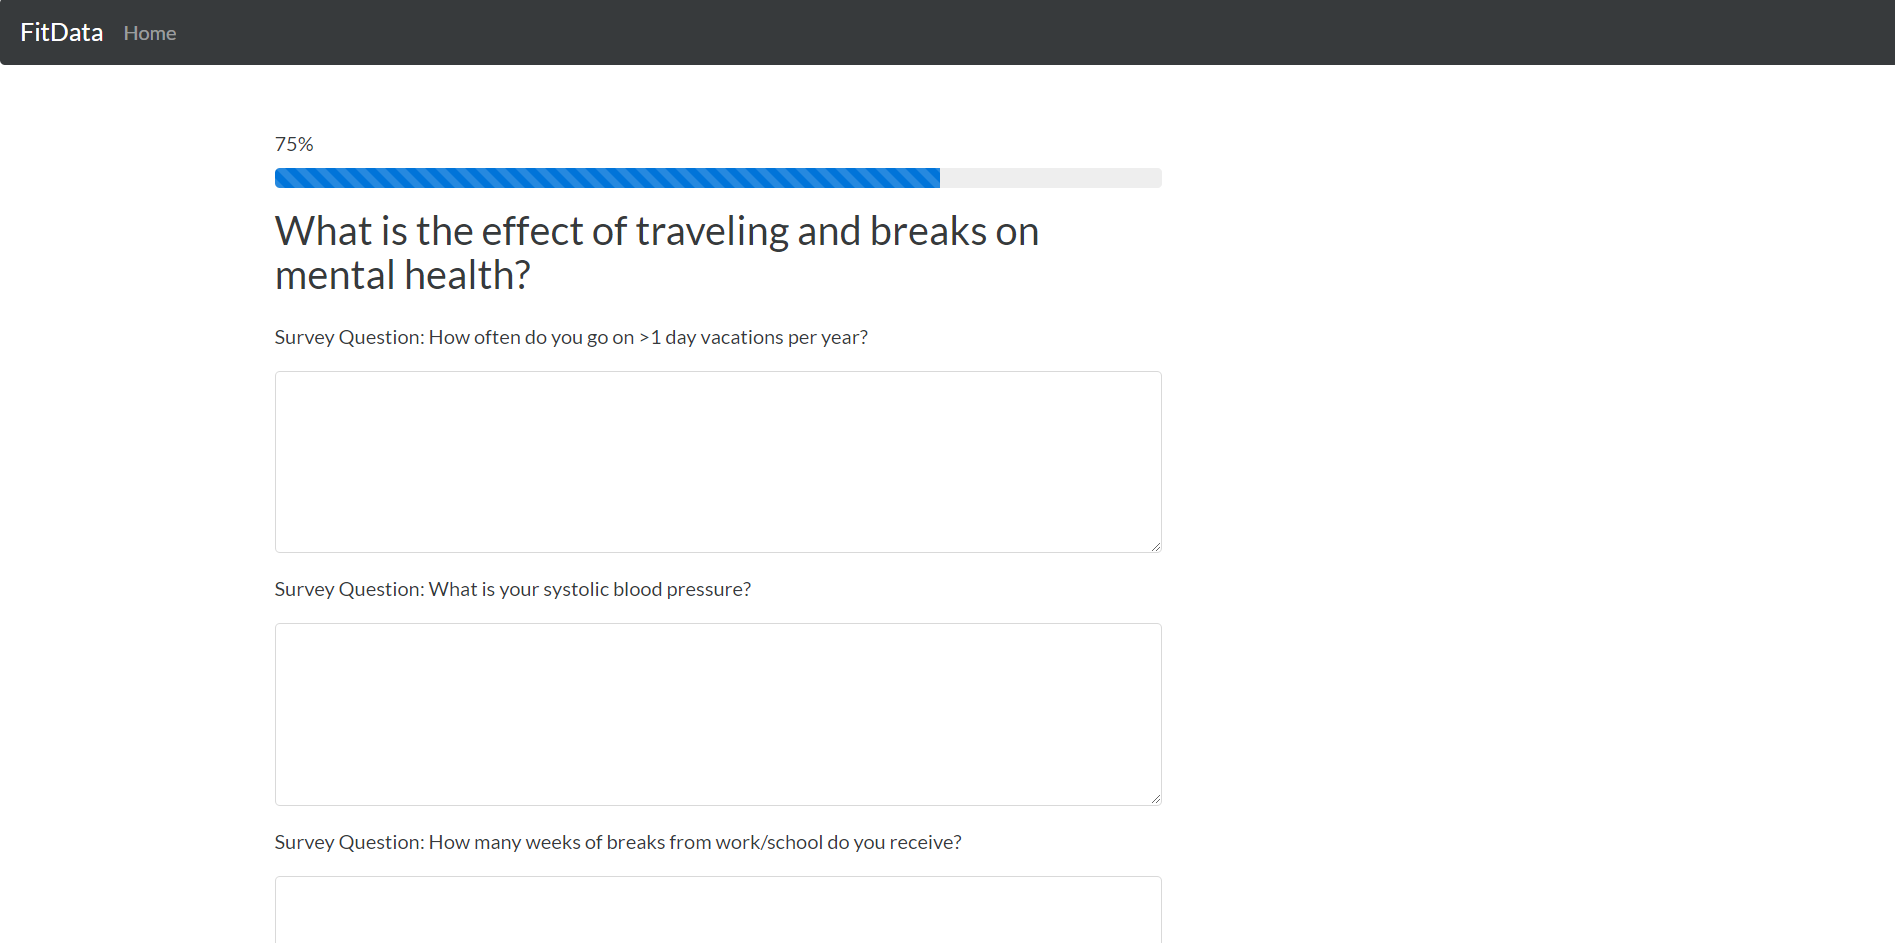 FitData Home
75%
What is the effect of traveling and breaks on
mental health?
Survey Question: How often do you go on >1 day vacations per year?
Survey Question: What is your systolic blood pressure?
Survey Question: How many weeks of breaks from work/school do you receive?